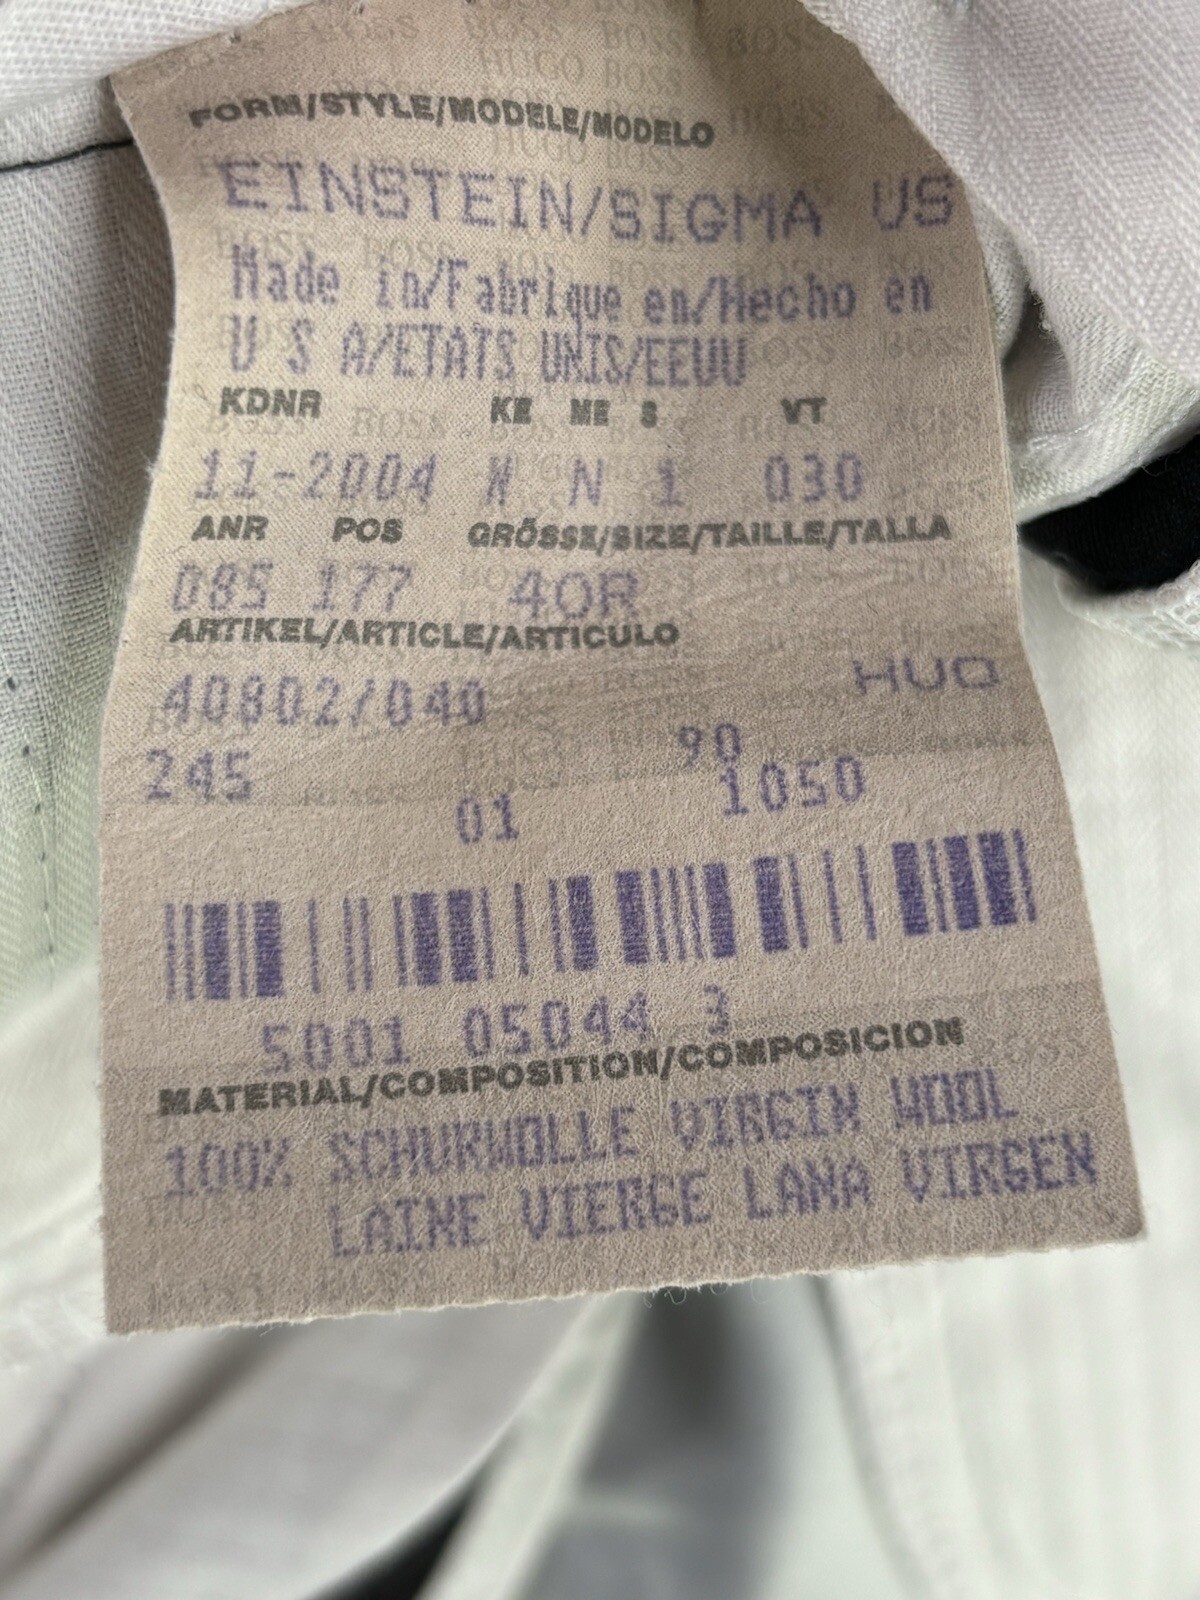 FORM/STYLE/MODELE/MODELO
EINSTEIN/SIGMA US
Made in/Fabrique en/Hecho en
U S A/ETATS UNIS/EEUU
KDNR KE ME S VT
11-2004 N N 1 030
ANR POS GRÖSSE/SIZE/TAILLE/TALLA
085 177 40R
ARTIKEL/ARTICLE/ARTICULO
40802/040 HUO
245 90
01 1050
5001 05044 3
MATERIAL/COMPOSITION/COMPOSICION
100% SCHURWOLLE VIRGIN WOOL
LAINE VIERGE LANA VIRGEN